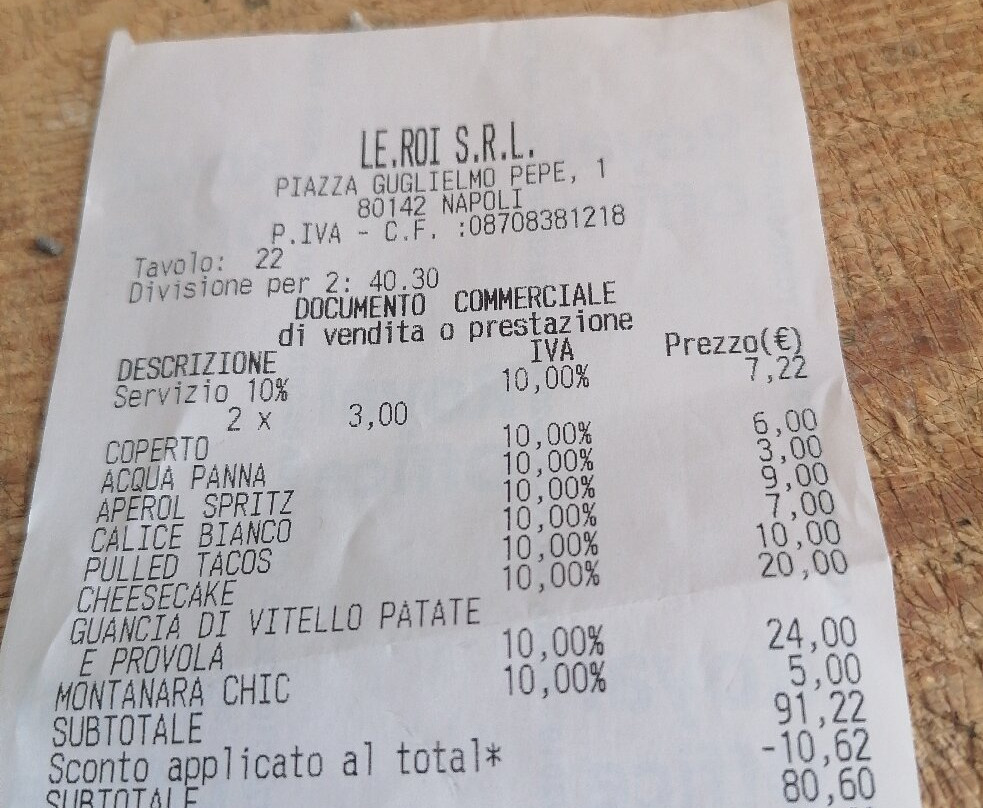 LE.ROI S.R.L.
PIAZZA GUGLIELMO PEPE, 1
80142 NAPOLI
P.IVA - C.F. :08708381218
Tavolo: 22
Divisione per 2: 40.30
DOCUMENTO COMMERCIALE
di vendita o prestazione
DESCRIZIONE IVA Prezzo(€)
Servizio 10% 10,00% 7,22
2 x 3,00
COPERTO 10,00% 6,00
ACQUA PANNA 10,00% 3,00
APEROL SPRITZ 10,00% 9,00
CALICE BIANCO 10,00% 7,00
PULLED TACOS 10,00% 10,00
CHEESECAKE 10,00% 20,00
GUANCIA DI VITELLO PATATE
E PROVOLA 10,00% 24,00
MONTANARA CHIC 10,00% 5,00
SUBTOTALE 91,22
Sconto applicato al total* -10,62
SUBTOTALE 80,60